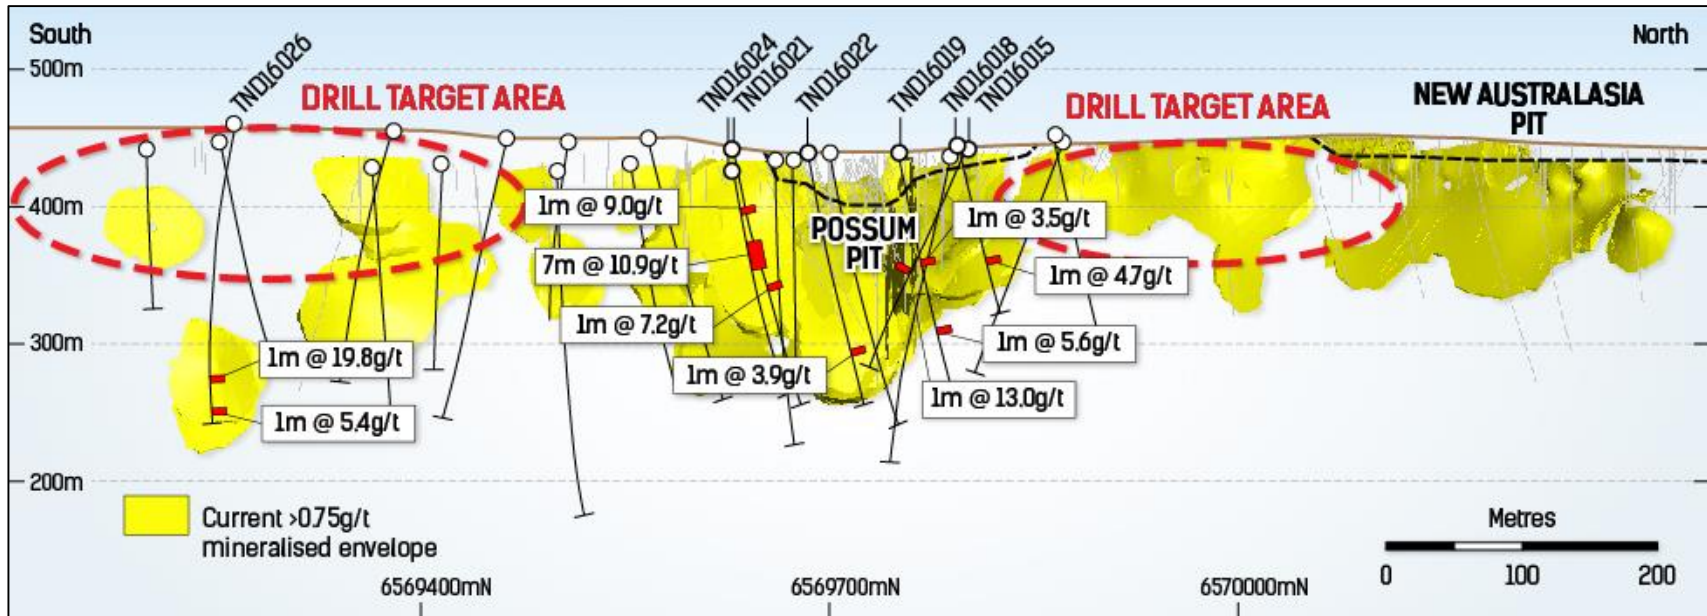 South
North
500m
400m
300m
200m
TND16026
TND16024
TND16021
TND16022
TND16019
TND16018
TND16015
DRILL TARGET AREA
DRILL TARGET AREA
NEW AUSTRALASIA
PIT
POSSUM
PIT
1m @ 9.0g/t
7m @ 10.9g/t
1m @ 7.2g/t
1m @ 3.9g/t
1m @ 3.5g/t
1m @ 4.7g/t
1m @ 5.6g/t
1m @ 13.0g/t
1m @ 19.8g/t
1m @ 5.4g/t
Current >0.75g/t
mineralised envelope
6569400mN
6569700mN
6570000mN
Metres
0 100 200